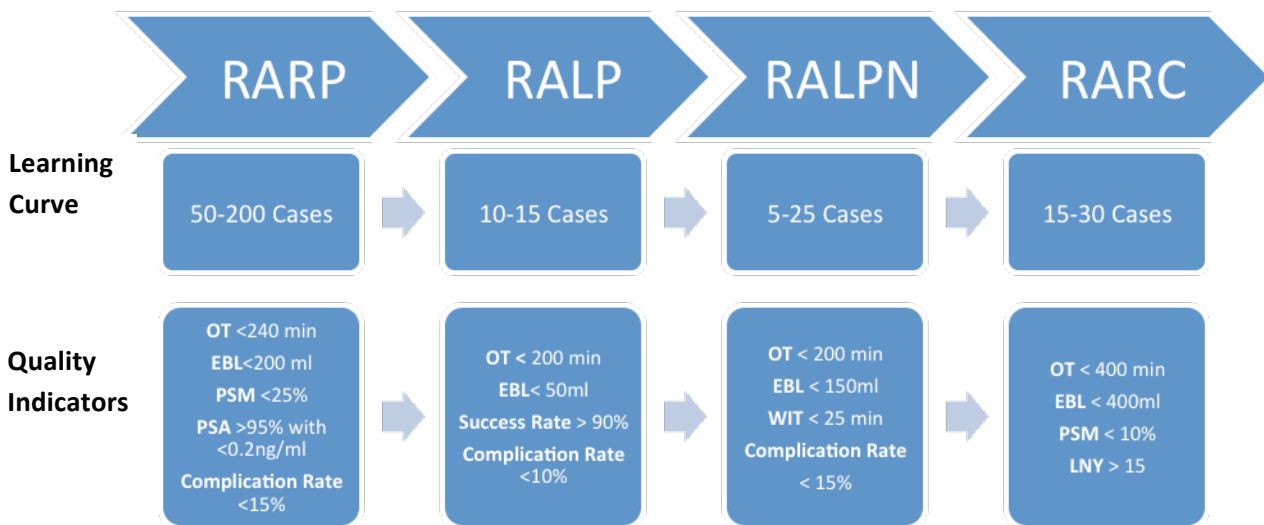 RARP
RALP
RALPN
RARC
Learning
Curve
50-200 Cases
10-15 Cases
5-25 Cases
15-30 Cases
Quality
Indicators
OT <240 min
EBL<200 ml
PSM <25%
PSA >95% with
<0.2ng/ml
Complication Rate
<15%
OT < 200 min
EBL< 50ml
Success Rate > 90%
Complication Rate
<10%
OT < 200 min
EBL < 150ml
WIT < 25 min
Complication Rate
< 15%
OT < 400 min
EBL < 400ml
PSM < 10%
LNY > 15